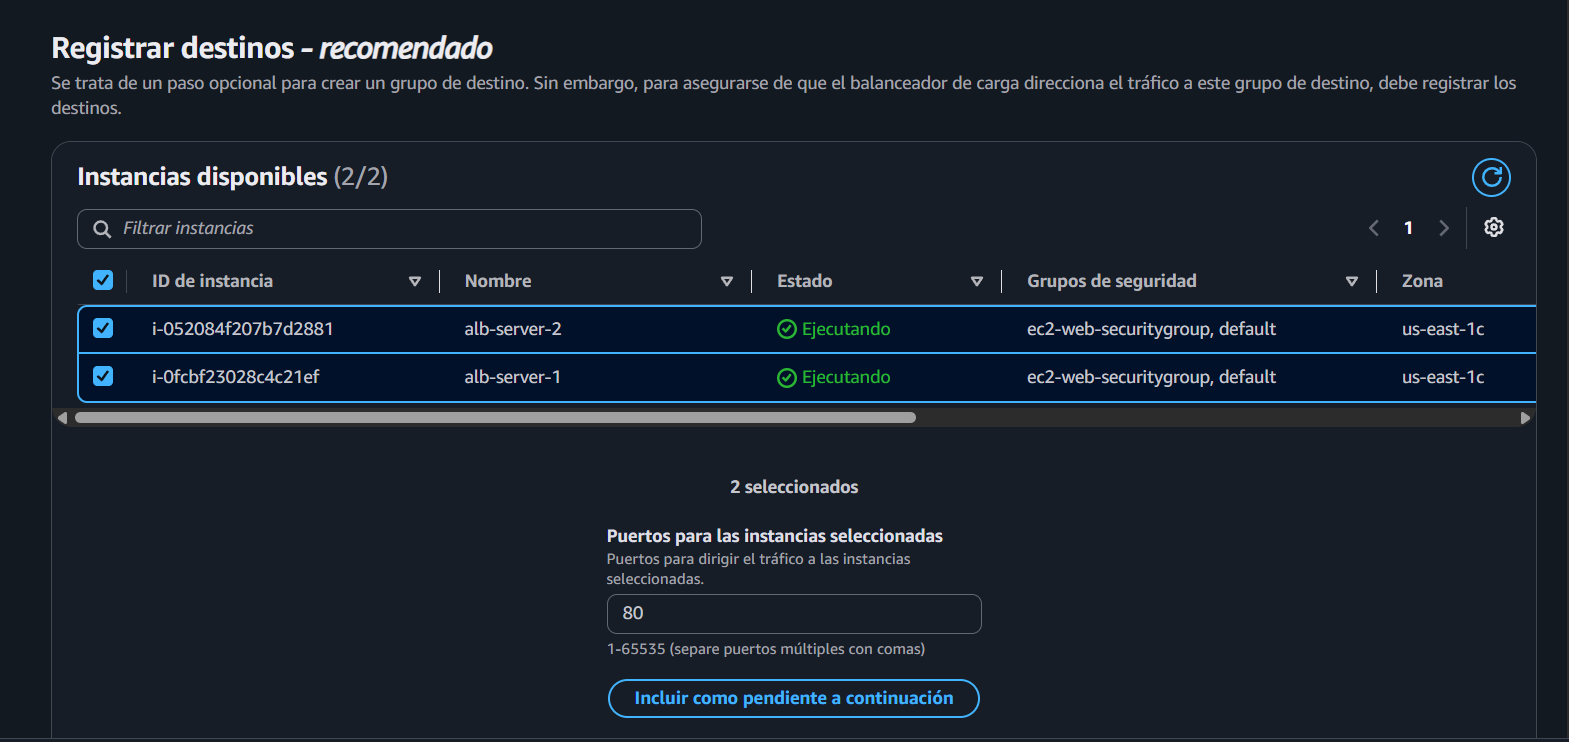 Registrar destinos - recomendado
Se trata de un paso opcional para crear un grupo de destino. Sin embargo, para asegurarse de que el balanceador de carga direcciona el tráfico a este grupo de destino, debe registrar los
destinos.
Instancias disponibles (2/2)
Filtrar instancias
1
ID de instancia Nombre Estado Grupos de seguridad Zona
i-052084f207b7d2881 alb-server-2 Ejecutando ec2-web-securitygroup, default us-east-1c
i-0fcbf23028c4c21ef alb-server-1 Ejecutando ec2-web-securitygroup, default us-east-1c
2 seleccionados
Puertos para las instancias seleccionadas
Puertos para dirigir el tráfico a las instancias
seleccionadas.
80
1-65535 (separe puertos múltiples con comas)
Incluir como pendiente a continuación